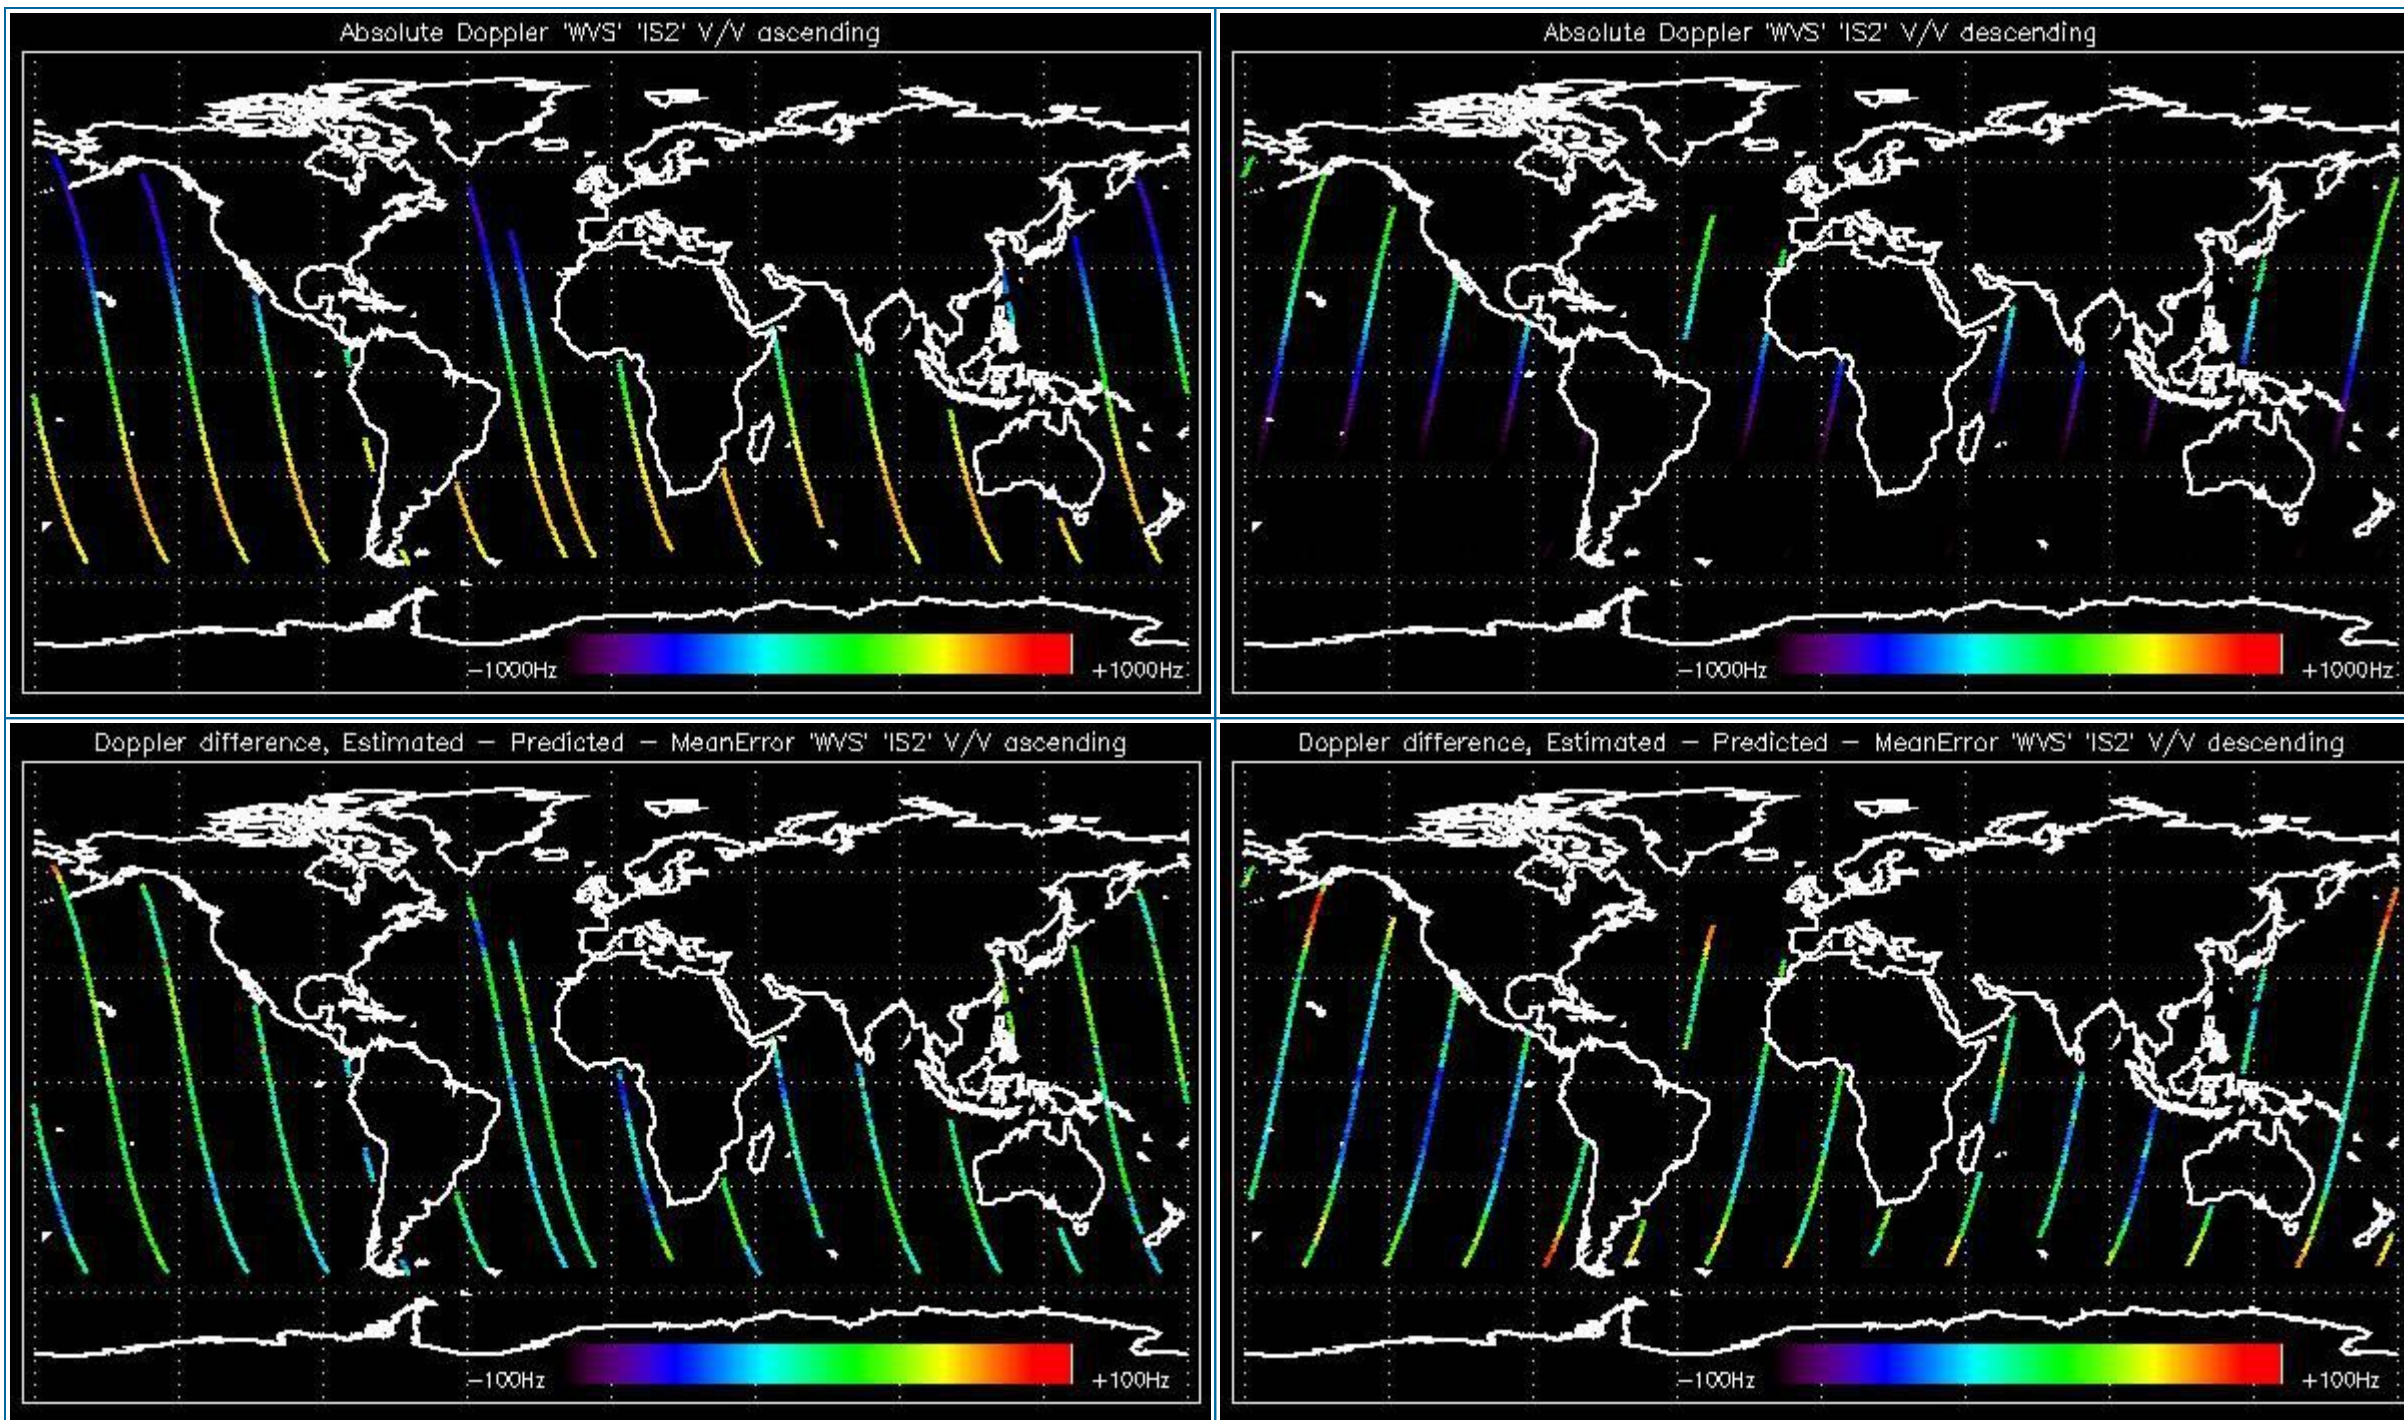 Absolute Doppler 'WVS' 'IS2' V/V ascending
-1000Hz
+1000Hz
Absolute Doppler 'WVS' 'IS2' V/V descending
-1000Hz
+1000Hz
Doppler difference, Estimated - Predicted - MeanError 'WVS' 'IS2' V/V ascending
-100Hz
+100Hz
Doppler difference, Estimated - Predicted - MeanError 'WVS' 'IS2' V/V descending
-100Hz
+100Hz